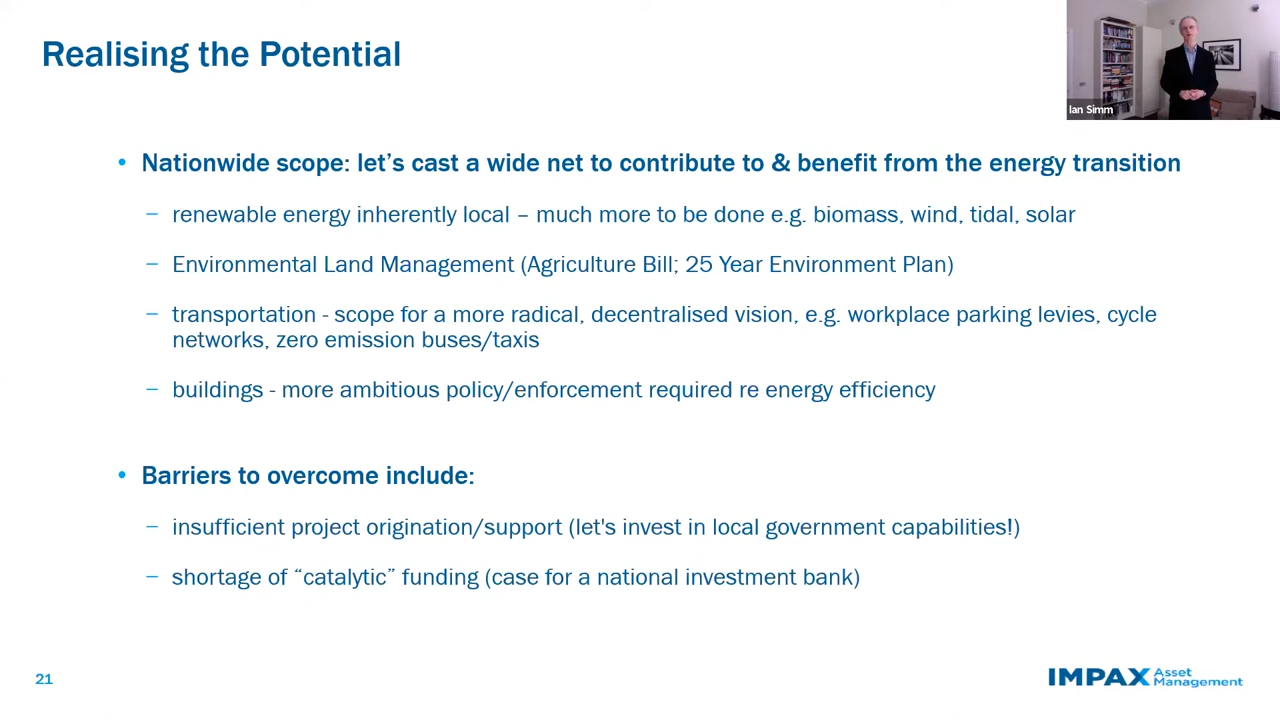 Realising the Potential
Ian Simm
• Nationwide scope: let’s cast a wide net to contribute to & benefit from the energy transition
– renewable energy inherently local – much more to be done e.g. biomass, wind, tidal, solar
– Environmental Land Management (Agriculture Bill; 25 Year Environment Plan)
– transportation - scope for a more radical, decentralised vision, e.g. workplace parking levies, cycle
networks, zero emission buses/taxis
– buildings - more ambitious policy/enforcement required re energy efficiency
• Barriers to overcome include:
– insufficient project origination/support (let's invest in local government capabilities!)
– shortage of “catalytic” funding (case for a national investment bank)
21
IMPAX Asset
Management